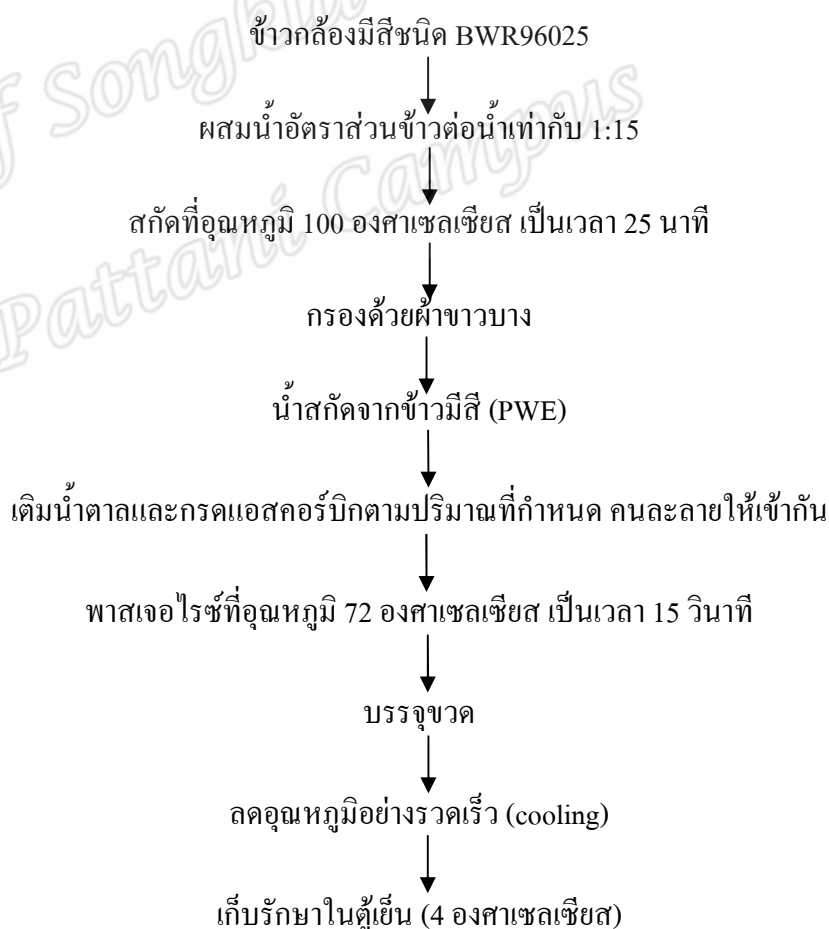 f Songkla
Pattani Campus
ข้าวกล้องมีสีชนิด BWR96025
ผสมน้ำอัตราส่วนข้าวต่อน้ำเท่ากับ 1:15
สกัดที่อุณหภูมิ 100 องศาเซลเซียส เป็นเวลา 25 นาที
กรองด้วยผ้าขาวบาง
น้ำสกัดจากข้าวมีสี (PWE)
เติมน้ำตาลและกรดแอสคอร์บิกตามปริมาณที่กำหนด คนละลายให้เข้ากัน
พาสเจอไรซ์ที่อุณหภูมิ 72 องศาเซลเซียส เป็นเวลา 15 วินาที
บรรจุขวด
ลดอุณหภูมิอย่างรวดเร็ว (cooling)
เก็บรักษาในตู้เย็น (4 องศาเซลเซียส)